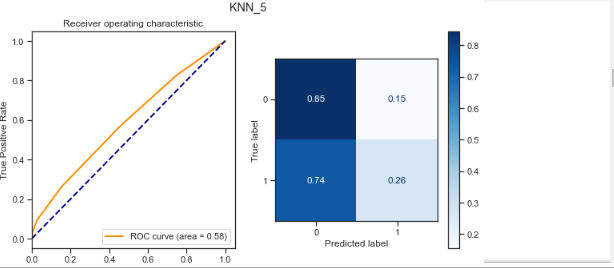 KNN_5
Receiver operating characteristic
True Positive Rate
1.0
0.8
0.6
0.4
0.2
0.0
0.0 0.2 0.4 0.6 0.8 1.0
ROC curve (area = 0.58)
True label
0
1
0.85 0.15
0.74 0.26
0 1
Predicted label
0.8
0.7
0.6
0.5
0.4
0.3
0.2